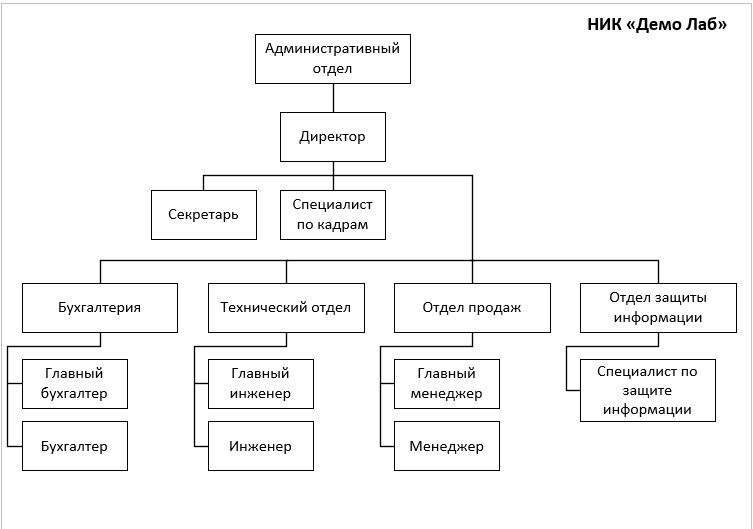 НИК «Демо Лаб»
Административный
отдел
Директор
Секретарь
Специалист
по кадрам
Бухгалтерия
Технический отдел
Отдел продаж
Отдел защиты
информации
Главный
бухгалтер
Главный
инженер
Главный
менеджер
Специалист по
защите
информации
Бухгалтер
Инженер
Менеджер